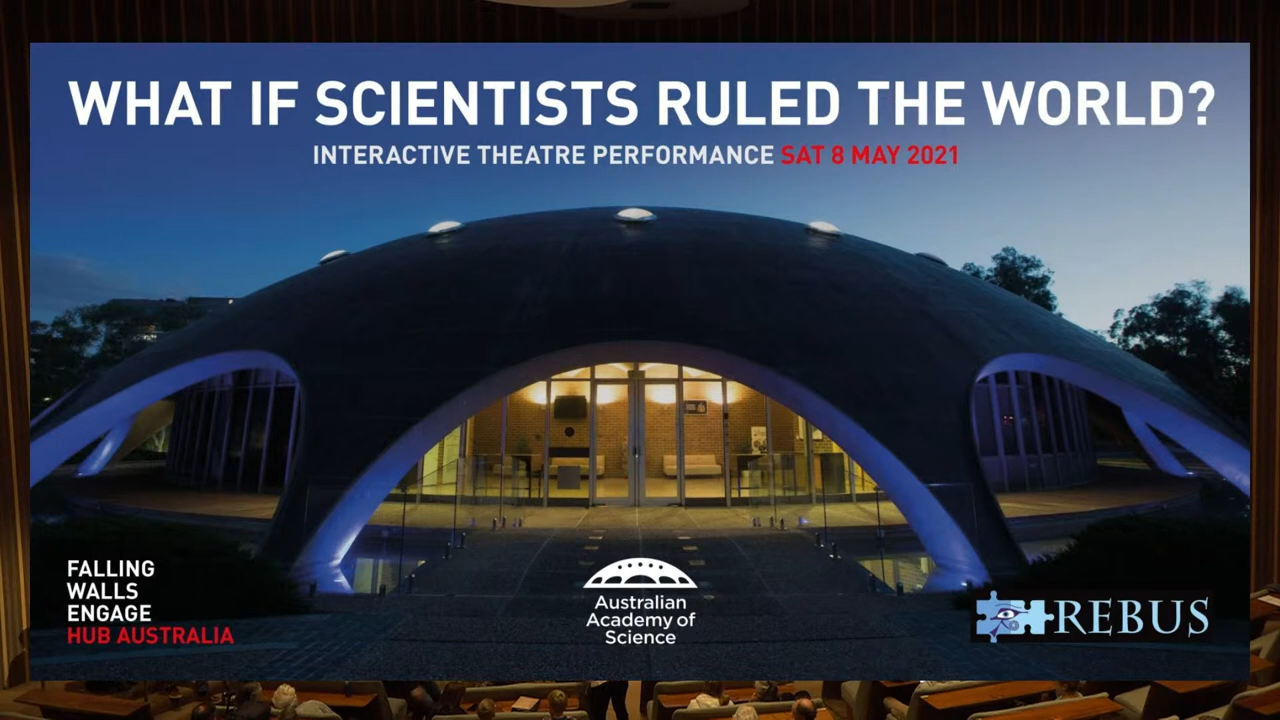 WHAT IF SCIENTISTS RULED THE WORLD?
INTERACTIVE THEATRE PERFORMANCE SAT 8 MAY 2021
FALLING
WALLS
ENGAGE
HUB AUSTRALIA
Australian
Academy of
Science
REBUS